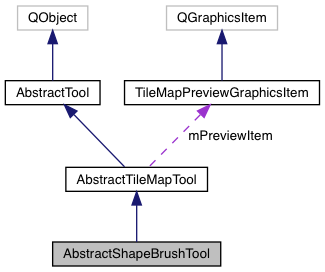 QObject
QGraphicsItem
AbstractTool
TileMapPreviewGraphicsItem
mPreviewItem
AbstractTileMapTool
AbstractShapeBrushTool